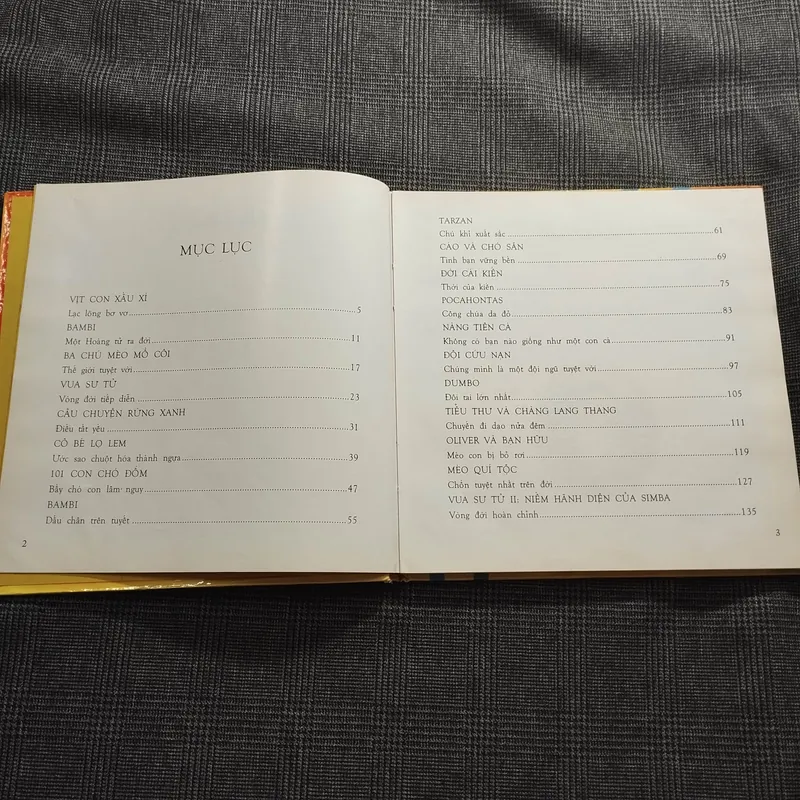 MỤC LỤC
VỊT CON XẤU XÍ
Lạc lõng bơ vơ 5
BAMBI
Một Hoàng tử ra đời 11
BA CHÚ MÈO MỒ CÔI
Thế giới tuyệt vời 17
VUA SƯ TỬ
Vòng đời tiếp diễn 23
CÂU CHUYỆN RỪNG XANH
Điều tất yếu 31
CÔ BÉ LỌ LEM
Ước sao chuột hóa thành ngựa 39
101 CON CHÓ ĐỐM
Bầy chó con lâm nguy 47
BAMBI
Dấu chân trên tuyết 55
2
TARZAN
Chú khỉ xuất sắc 61
CÁO VÀ CHÓ SĂN
Tình bạn vững bền 69
ĐỜI CÁI KIẾN
Thời của kiến 75
POCAHONTAS
Công chúa da đỏ 83
NÀNG TIÊN CÁ
Không có bạn nào giống như một con cá 91
ĐỘI CỨU NẠN
Chúng mình là một đội ngũ tuyệt vời 97
DUMBO
Đôi tai lớn nhất 105
TIỂU THƯ VÀ CHÀNG LANG THANG
Chuyến đi dạo nửa đêm 111
OLIVER VÀ BẠN HỮU
Mèo con bị bỏ rơi 119
MÈO QUÍ TỘC
Chốn tuyệt nhất trên đời 127
VUA SƯ TỬ II: NIỀM HÃNH DIỆN CỦA SIMBA
Vòng đời hoàn chỉnh 135
3